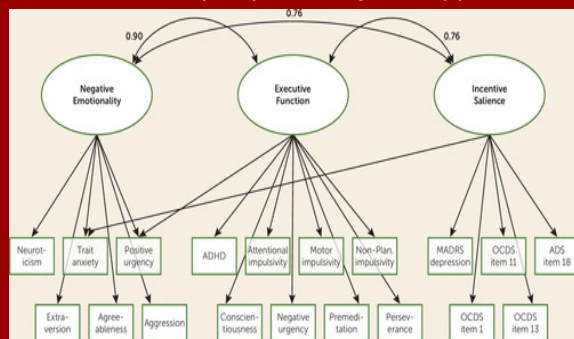 0.76
0.90
0.76
Negative
Emotionality
Executive
Function
Incentive
Salience
Neurot-
icism
Trait
anxiety
Positive
urgency
ADHD
Attentional
impulsivity
Motor
impulsivity
Non-Plan.
impulsivity
MADRS
depression
OCDS
item 11
ADS
item 18
Extra-
version
Agree-
ableness
Aggression
Conscien-
tiousness
Negative
urgency
Premedi-
tation
Persev-
erance
OCDS
item 1
OCDS
item 13